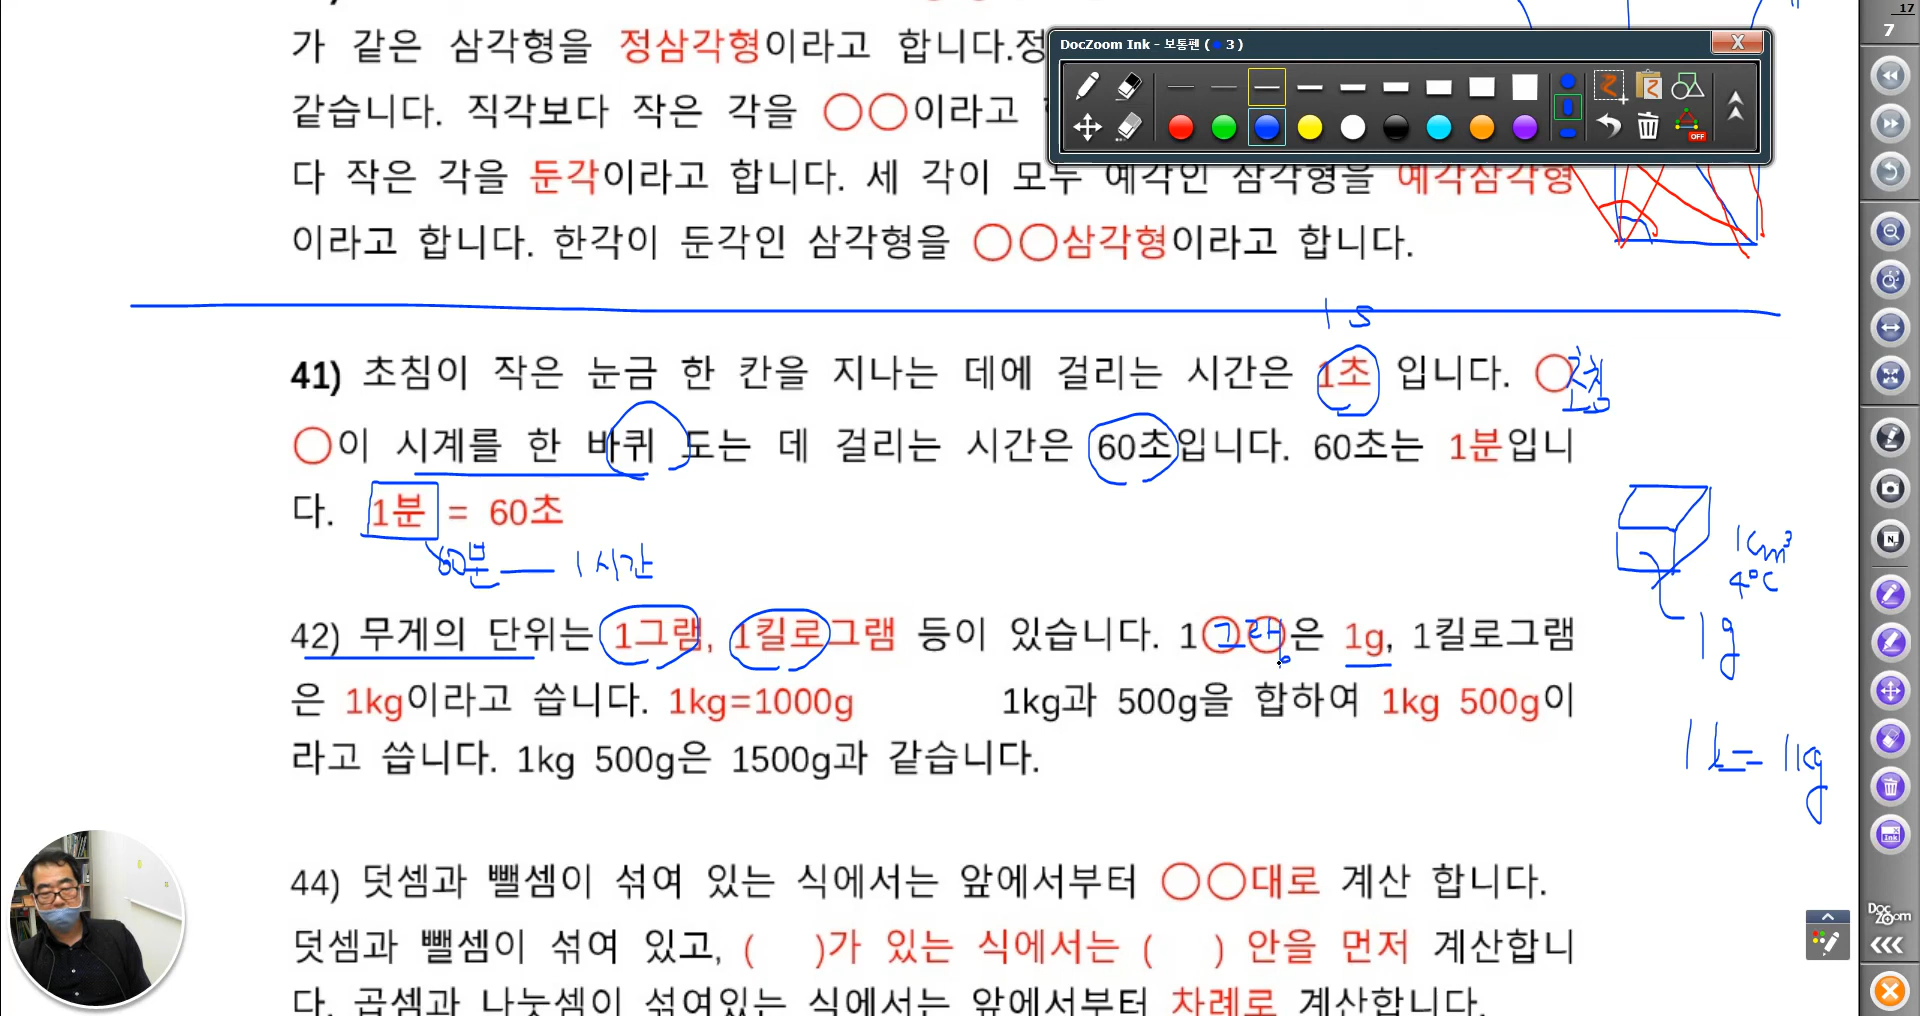 17
7
DocZoom Ink - 보통펜 ( 3 )
OFF
가 같은 삼각형을 정삼각형이라고 합니다.정
같습니다. 직각보다 작은 각을 ○○이라고
다 작은 각을 둔각이라고 합니다. 세 각이 모두 예각인 삼각형을 예각삼각형
이라고 합니다. 한각이 둔각인 삼각형을 ○○삼각형이라고 합니다.
1 s
41) 초침이 작은 눈금 한 칸을 지나는 데에 걸리는 시간은 1초 입니다. ○초침
○이 시계를 한 바퀴 도는 데 걸리는 시간은 60초입니다. 60초는 1분입니
다. 1분 = 60초
60분 1시간
1cm³
4°C
1g
42) 무게의 단위는 1그램, 1킬로그램 등이 있습니다. 1그램은 1g, 1킬로그램
은 1kg이라고 씁니다. 1kg=1000g 1kg과 500g을 합하여 1kg 500g이
라고 씁니다. 1kg 500g은 1500g과 같습니다.
1L = 1kg
44) 덧셈과 뺄셈이 섞여 있는 식에서는 앞에서부터 ○○대로 계산 합니다.
덧셈과 뺄셈이 섞여 있고, ( )가 있는 식에서는 ( ) 안을 먼저 계산합니
다. 곱셈과 나눗셈이 섞여있는 식에서는 앞에서부터 차례로 계산합니다.
Doc Zoom
Ink